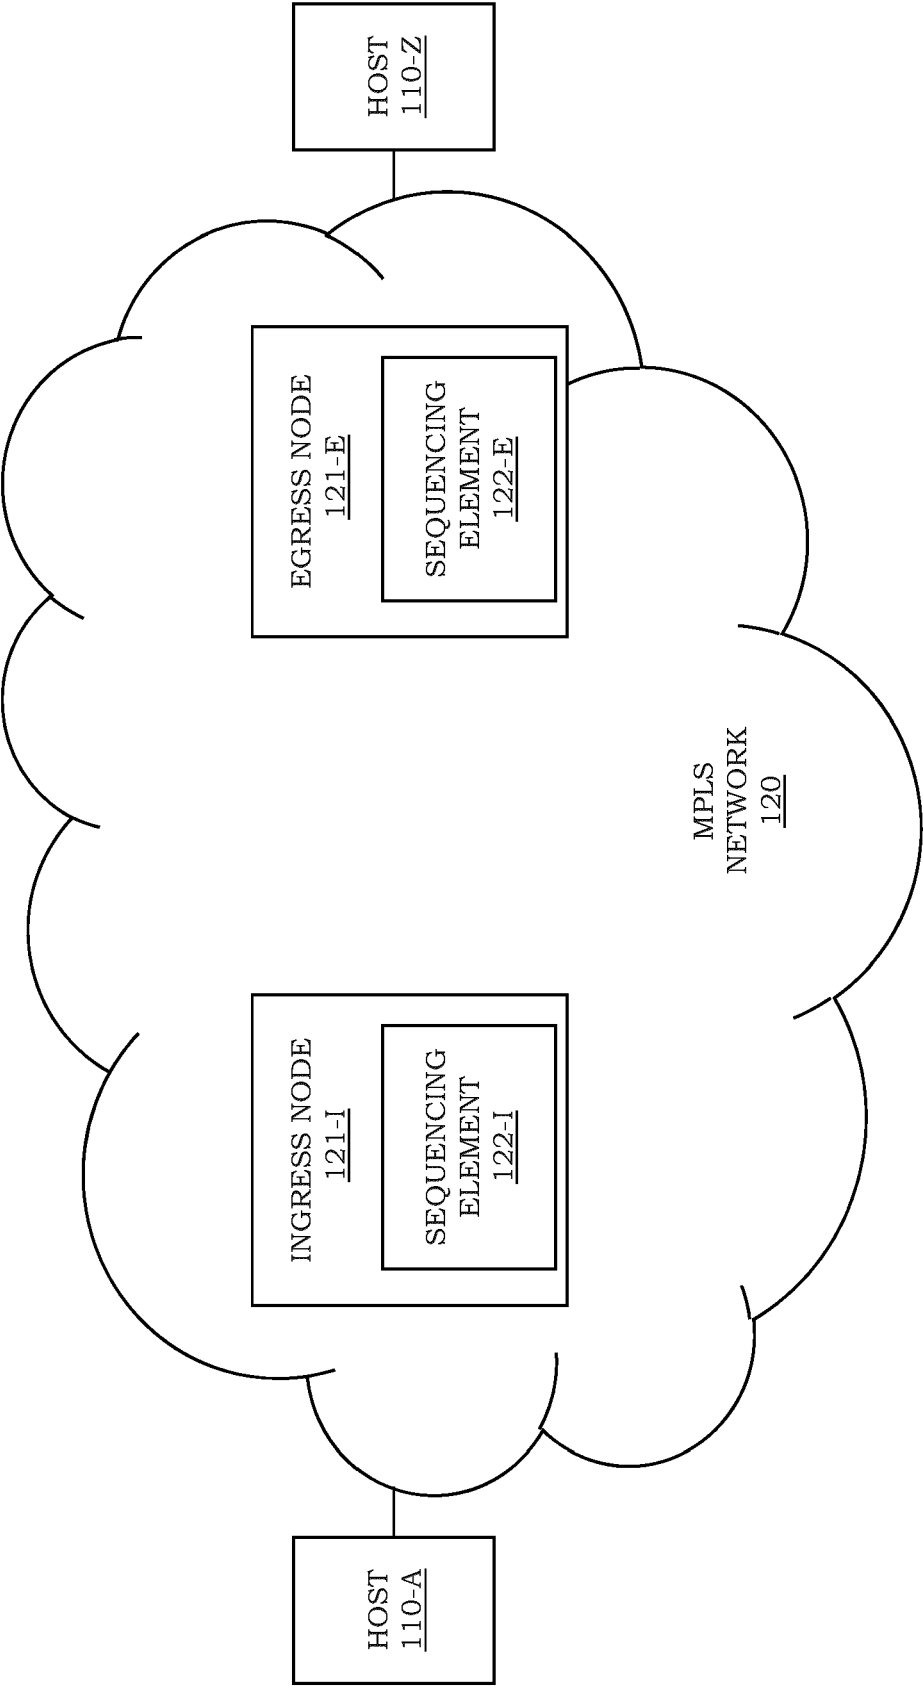 HOST
110-A
INGRESS NODE
121-I
SEQUENCING
ELEMENT
122-I
EGRESS NODE
121-E
SEQUENCING
ELEMENT
122-E
HOST
110-Z
MPLS
NETWORK
120